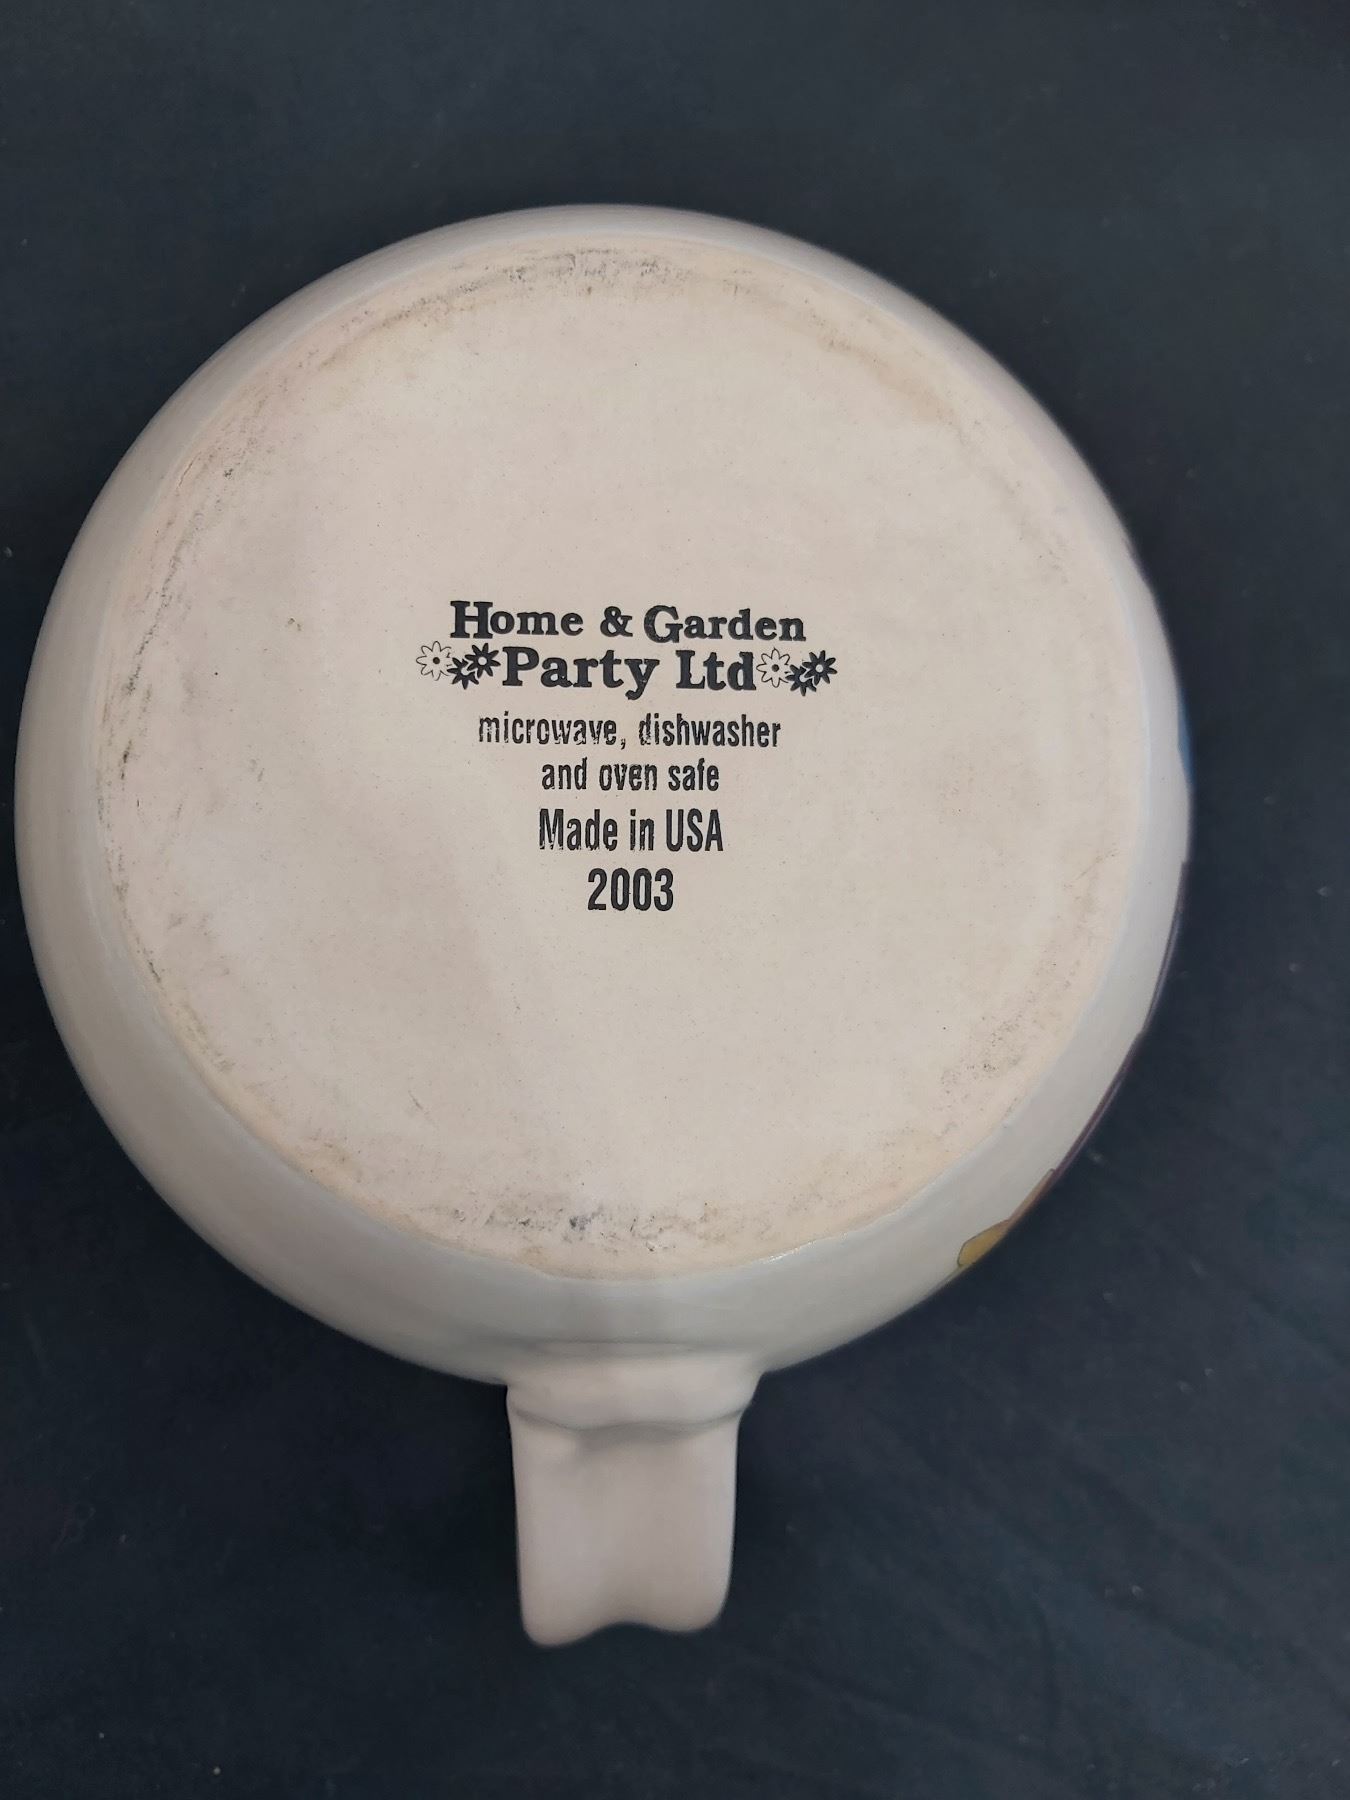 Home & Garden
Party Ltd
microwave, dishwasher
and oven safe
Made in USA
2003